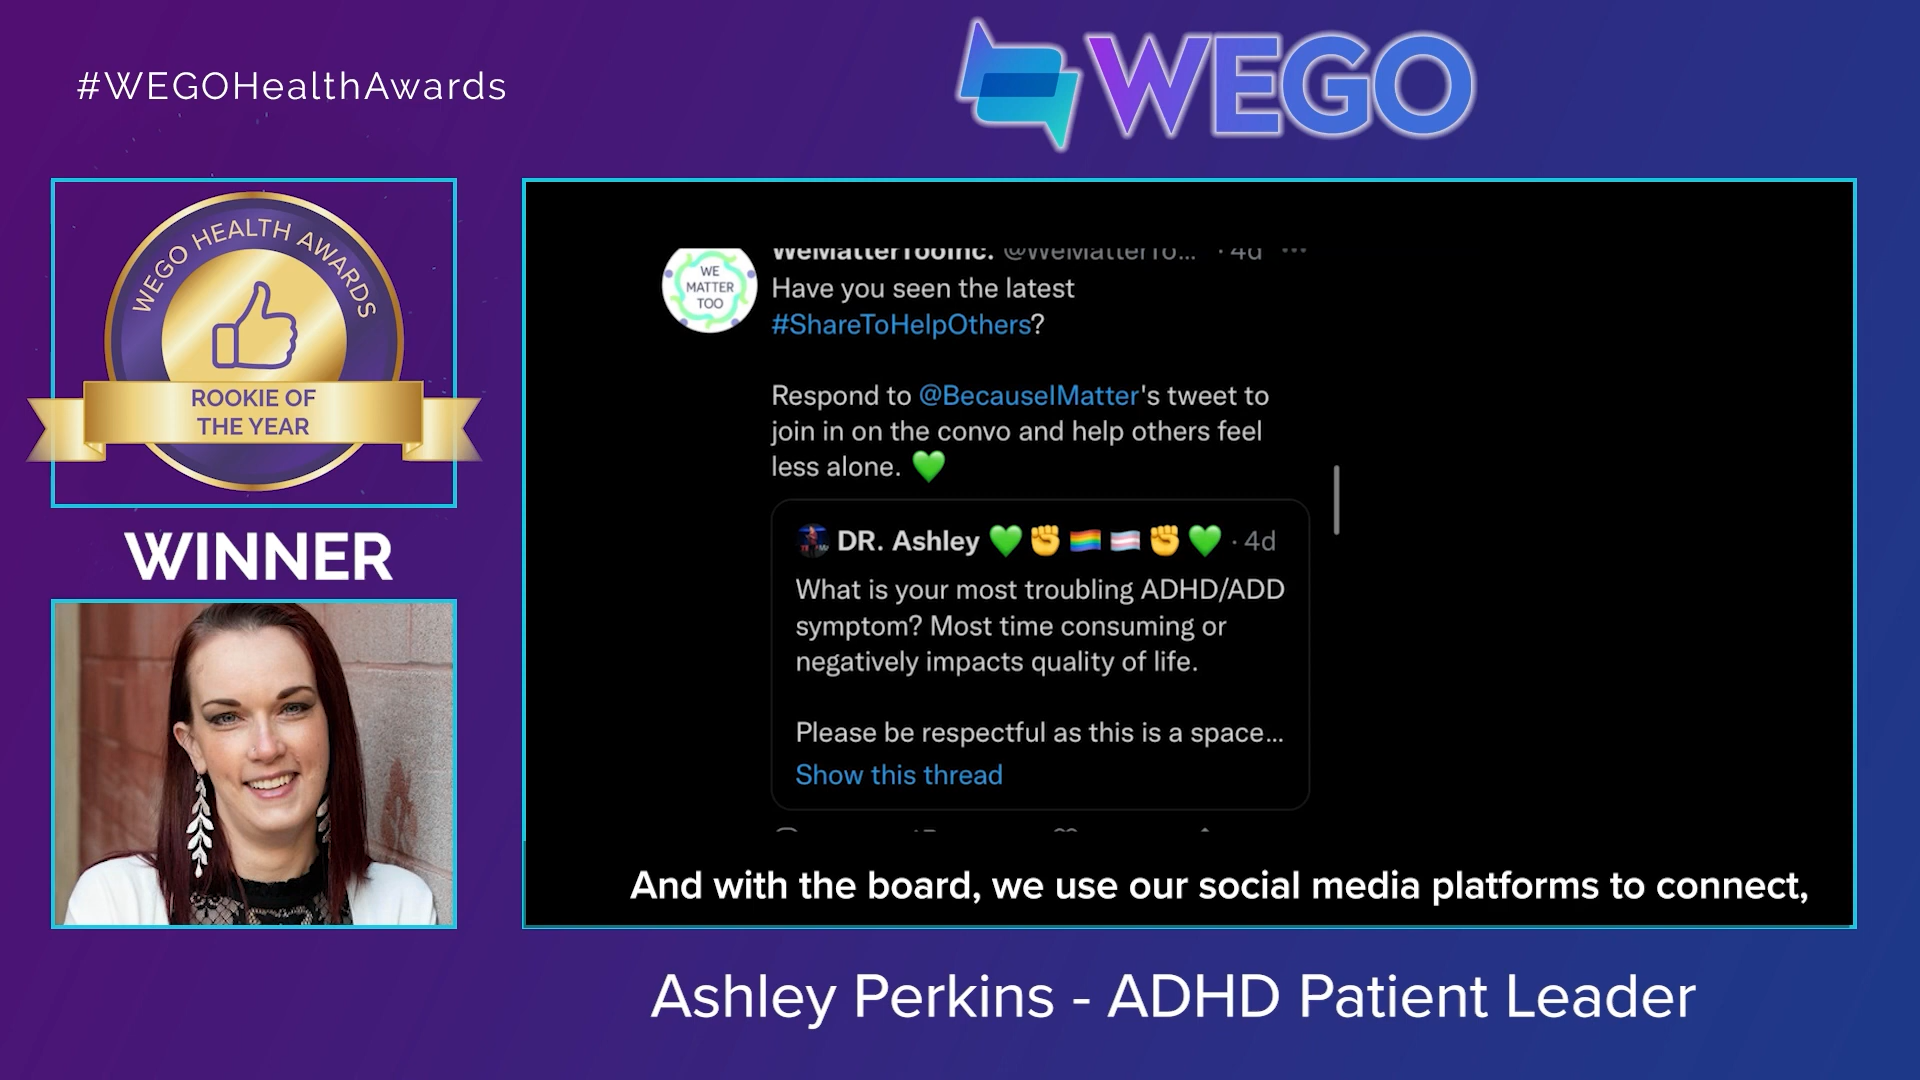 #WEGOHealthAwards
WEGO
WEGO HEALTH AWARDS
ROOKIE OF
THE YEAR
WINNER
WE
MATTER
TOO
WeMatterTooInc. @WeMatterTo... · 4d ...
Have you seen the latest
#ShareToHelpOthers?
Respond to @BecauseIMatter's tweet to
join in on the convo and help others feel
less alone. 💚
DR. Ashley 💚✊🏳️‍🌈🏳️‍⚧️✊💚 · 4d
What is your most troubling ADHD/ADD
symptom? Most time consuming or
negatively impacts quality of life.
Please be respectful as this is a space...
Show this thread
And with the board, we use our social media platforms to connect,
Ashley Perkins - ADHD Patient Leader